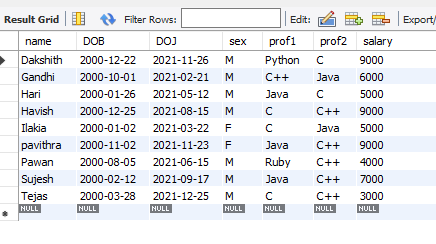 Result Grid Filter Rows: Edit: Export/
name DOB DOJ sex prof1 prof2 salary
Dakshith 2000-12-22 2021-11-26 M Python C 9000
Gandhi 2000-10-01 2021-02-21 M C++ Java 6000
Hari 2000-01-26 2021-05-12 M Java C 5000
Havish 2000-12-25 2021-08-15 M C C++ 9000
Ilakia 2000-01-02 2021-03-22 F C Java 5000
pavithra 2000-11-02 2021-11-23 F Java C++ 9000
Pawan 2000-08-05 2021-06-15 M Ruby C++ 4000
Sujesh 2000-02-12 2021-09-17 M Java C++ 7000
Tejas 2000-03-28 2021-12-25 M C C++ 3000
NULL NULL NULL NULL NULL NULL NULL